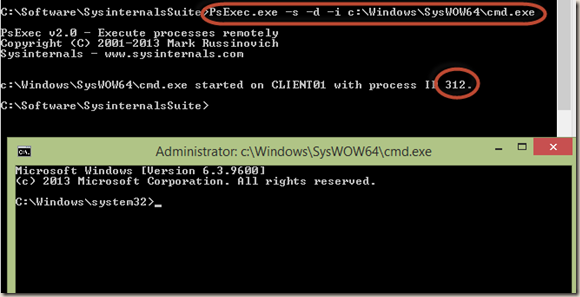 C:\Software\SysinternalsSuite>PsExec.exe -s -d -i c:\Windows\SysWOW64\cmd.exe
PsExec v2.0 - Execute processes remotely
Copyright (C) 2001-2013 Mark Russinovich
Sysinternals - www.sysinternals.com
c:\Windows\SysWOW64\cmd.exe started on CLIENT01 with process ID 312.
C:\Software\SysinternalsSuite>
Administrator: c:\Windows\SysWOW64\cmd.exe
Microsoft Windows [Version 6.3.9600]
(c) 2013 Microsoft Corporation. All rights reserved.
C:\Windows\system32>